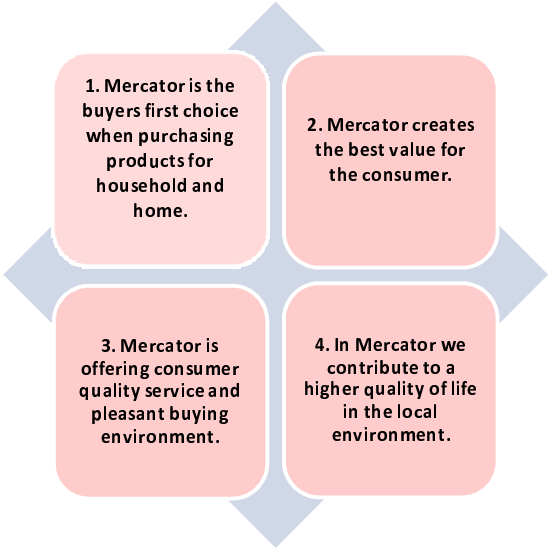 1. Mercator is the
buyers first choice
when purchasing
products for
household and
home.
2. Mercator creates
the best value for
the consumer.
3. Mercator is
offering consumer
quality service and
pleasant buying
environment.
4. In Mercator we
contribute to a
higher quality of life
in the local
environment.